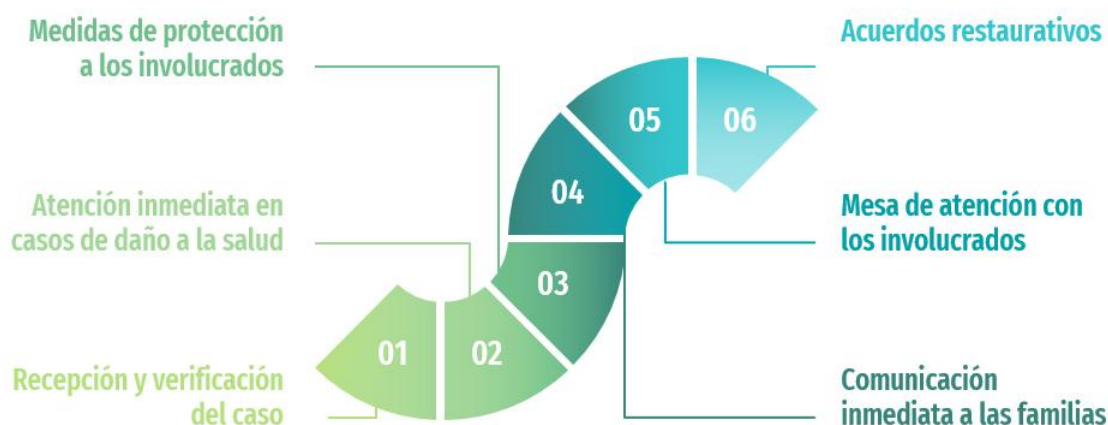 Medidas de protección
a los involucrados
Acuerdos restaurativos
05
06
Atención inmediata en
casos de daño a la salud
04
Mesa de atención con
los involucrados
03
01
02
Recepción y verificación
del caso
Comunicación
inmediata a las familias